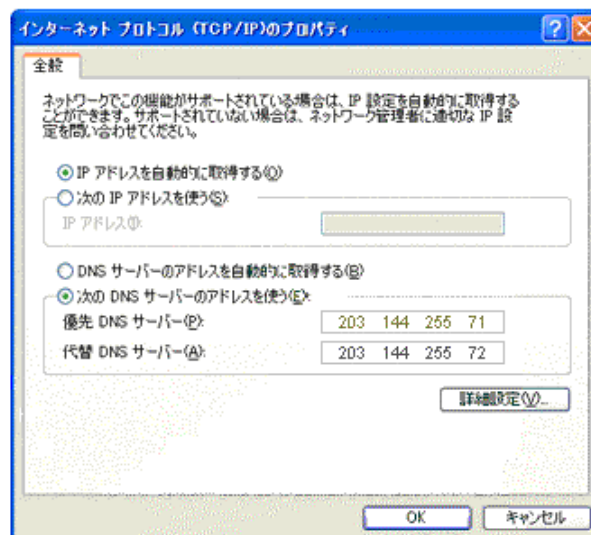 インターネット プロトコル (TCP/IP)のプロパティ
全般
ネットワークでこの機能がサポートされている場合は、IP 設定を自動的に取得する
ことができます。サポートされていない場合は、ネットワーク管理者に適切な IP 設
定を問い合わせてください。
IP アドレスを自動的に取得する(O)
次の IP アドレスを使う(S):
IP アドレス(I):
DNS サーバーのアドレスを自動的に取得する(B)
次の DNS サーバーのアドレスを使う(E):
優先 DNS サーバー(P): 203 144 255 71
代替 DNS サーバー(A): 203 144 255 72
詳細設定(V)...
OK キャンセル